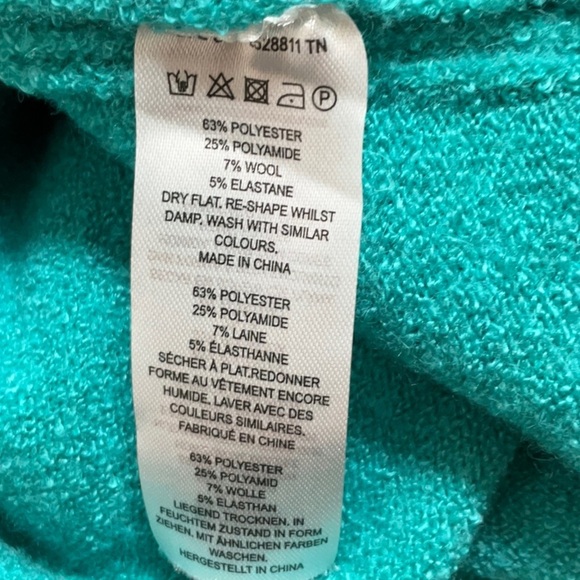 28811 TN
P
63% POLYESTER
25% POLYAMIDE
7% WOOL
5% ELASTANE
DRY FLAT, RE-SHAPE WHILST
DAMP, WASH WITH SIMILAR
COLOURS.
MADE IN CHINA
63% POLYESTER
25% POLYAMIDE
7% LAINE
5% ÉLASTHANNE
SÉCHER À PLAT.REDONNER
FORME AU VÊTEMENT ENCORE
HUMIDE. LAVER AVEC DES
COULEURS SIMILAIRES.
FABRIQUÉ EN CHINE
63% POLYESTER
25% POLYAMID
7% WOLLE
5% ELASTHAN
LIEGEND TROCKNEN. IN
FEUCHTEM ZUSTAND IN FORM
ZIEHEN. MIT ÄHNLICHEN FARBEN
WASCHEN.
HERGESTELLT IN CHINA